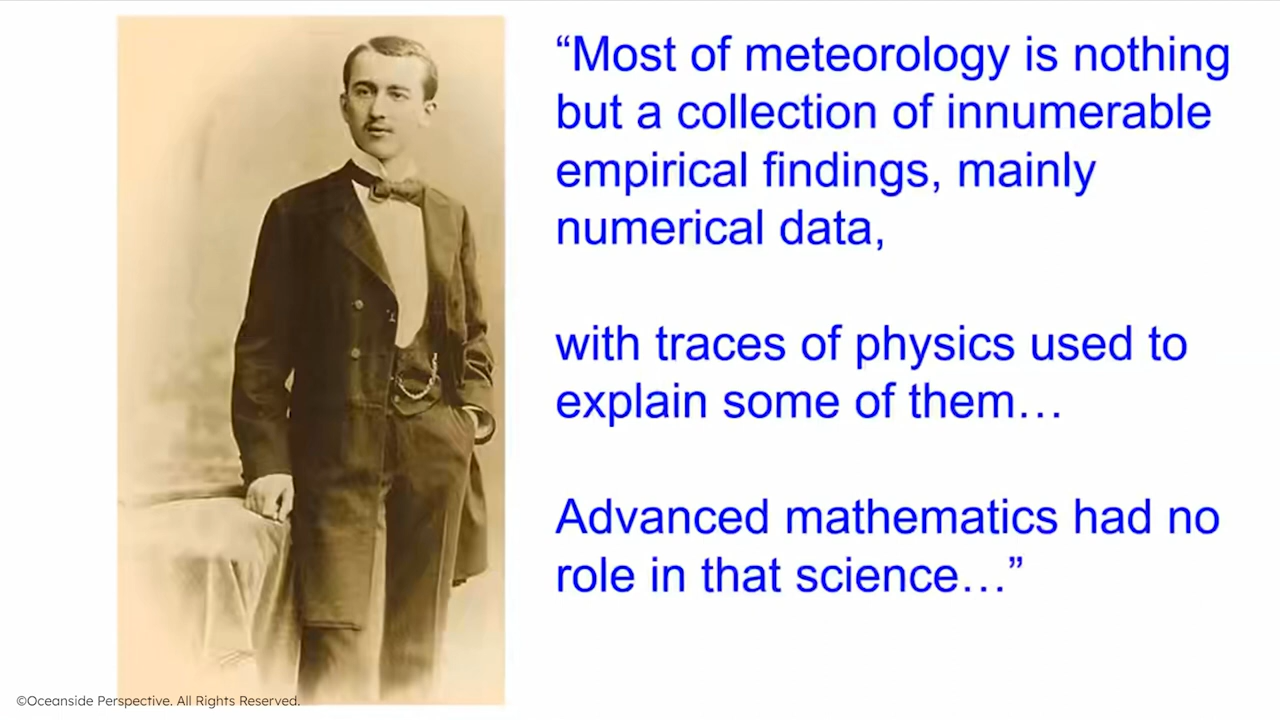 “Most of meteorology is nothing
but a collection of innumerable
empirical findings, mainly
numerical data,
with traces of physics used to
explain some of them…
Advanced mathematics had no
role in that science…”
©Oceanside Perspective. All Rights Reserved.